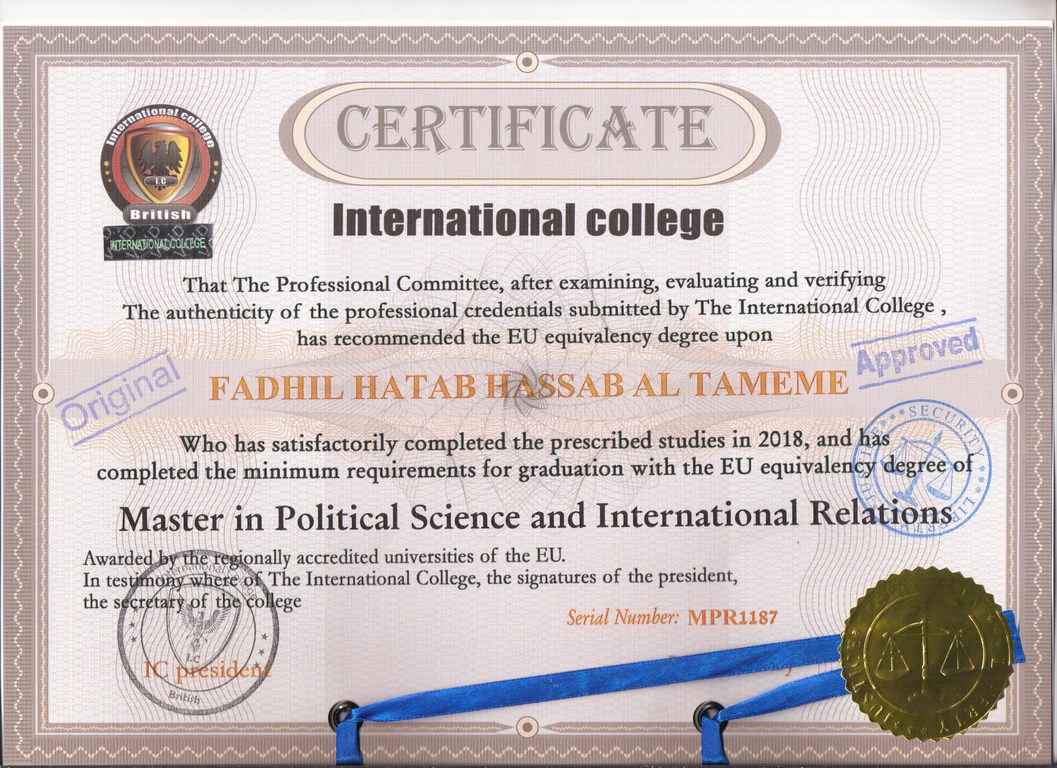 CERTIFICATE
International college
I.C
British
INTERNATIONAL COLLEGE
International college
That The Professional Committee, after examining, evaluating and verifying
The authenticity of the professional credentials submitted by The International College ,
has recommended the EU equivalency degree upon
Original
Approved
FADHIL HATAB HASSAB AL TAMEME
Who has satisfactorily completed the prescribed studies in 2018, and has
completed the minimum requirements for graduation with the EU equivalency degree of
SECURITY *** LIBERTY *** JUSTICE ***
Master in Political Science and International Relations
Awarded by the regionally accredited universities of the EU.
In testimony where of The International College, the signatures of the president,
the secretary of the college
Serial Number: MPR1187
International college
I.C
British
IC president